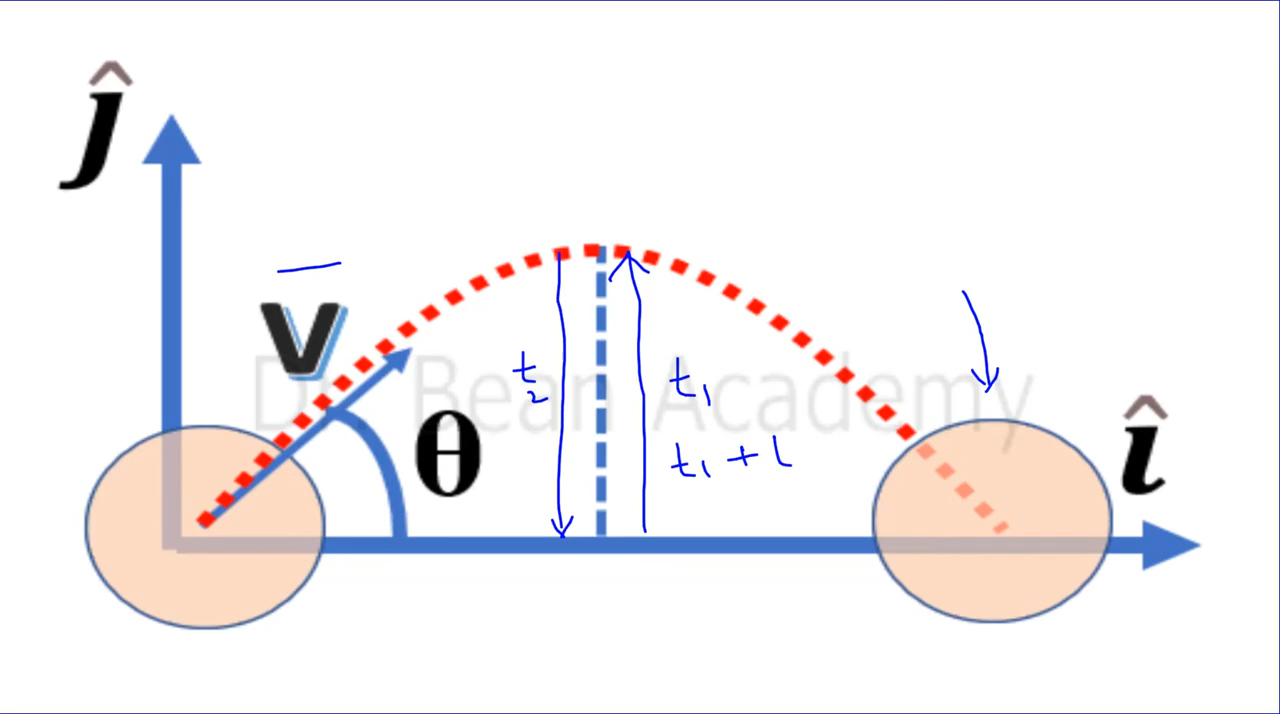 ĵ
V
θ
t₂
t₁
t₁ + L
î
Dr. Bean Academy